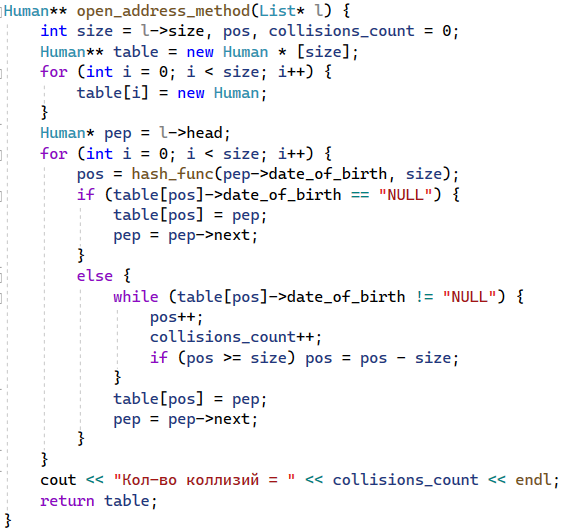 Human** open_address_method(List* l) {
    int size = l->size, pos, collisions_count = 0;
    Human** table = new Human * [size];
    for (int i = 0; i < size; i++) {
        table[i] = new Human;
    }
    Human* pep = l->head;
    for (int i = 0; i < size; i++) {
        pos = hash_func(pep->date_of_birth, size);
        if (table[pos]->date_of_birth == "NULL") {
            table[pos] = pep;
            pep = pep->next;
        }
        else {
            while (table[pos]->date_of_birth != "NULL") {
                pos++;
                collisions_count++;
                if (pos >= size) pos = pos - size;
            }
            table[pos] = pep;
            pep = pep->next;
        }
    }
    cout << "Кол-во коллизий = " << collisions_count << endl;
    return table;
}